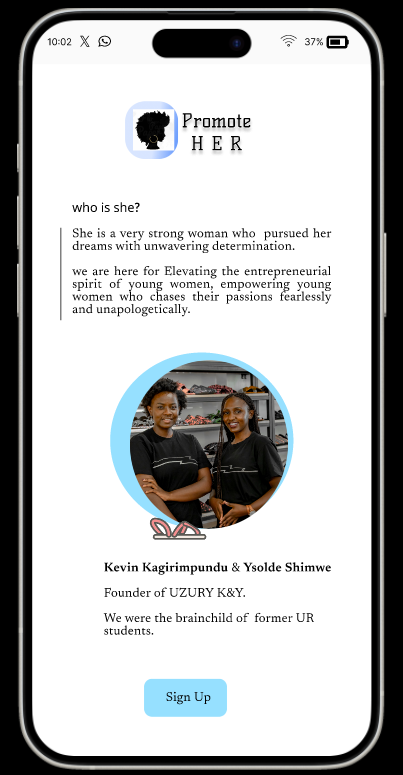 10:02 37%
Promote
HER
who is she?
She is a very strong woman who pursued her
dreams with unwavering determination.
we are here for Elevating the entrepreneurial
spirit of young women, empowering young
women who chases their passions fearlessly
and unapologetically.
Kevin Kagirimpundu & Ysolde Shimwe
Founder of UZURY K&Y.
We were the brainchild of former UR
students.
Sign Up